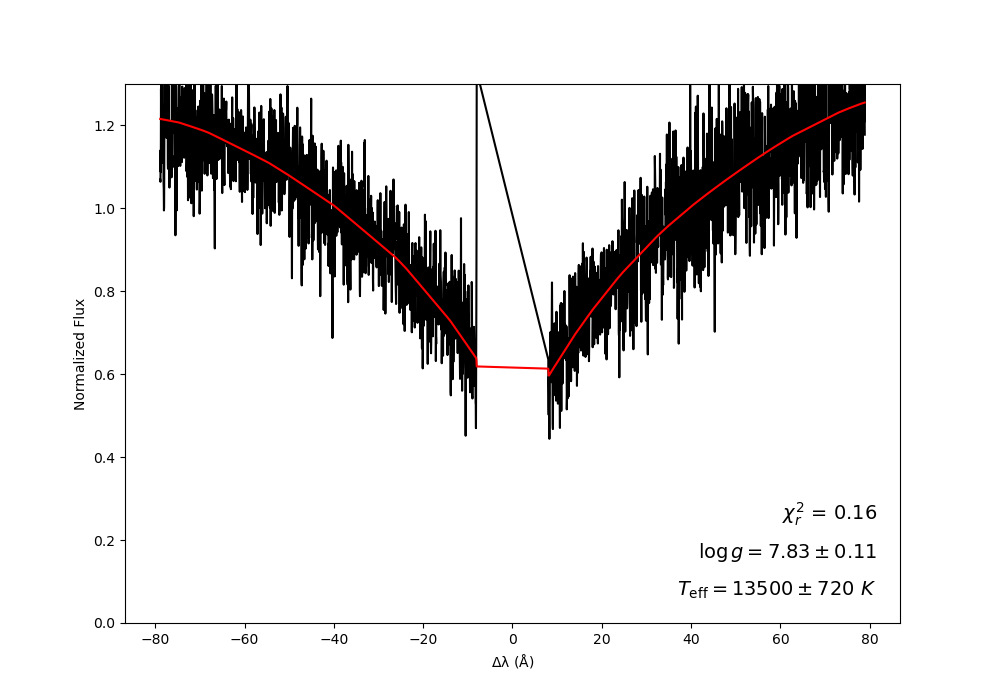 1.2
1.0
0.8
0.6
0.4
0.2
0.0
Normalized Flux
χ²ᵣ = 0.16
log g = 7.83 ± 0.11
T_eff = 13500 ± 720 K
−80 −60 −40 −20 0 20 40 60 80
Δλ (Å)